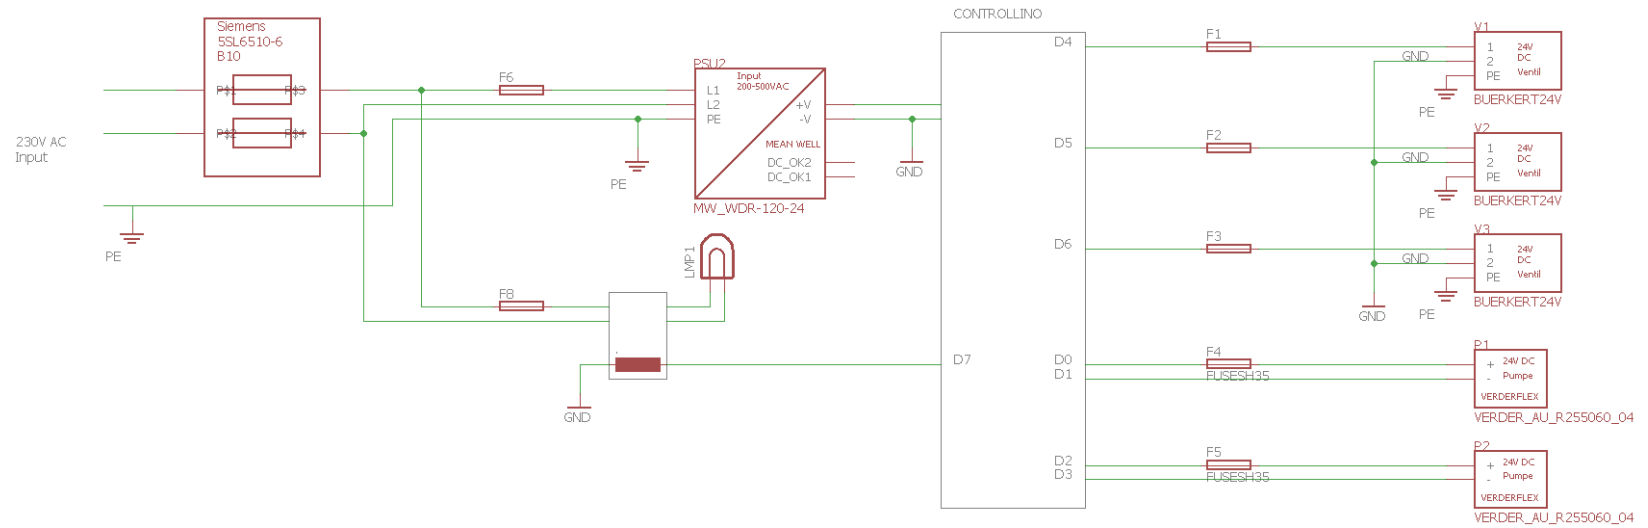 230V AC
Input
PE
Siemens
5SL6510-6
B10
P$1
P$3
P$2
P$4
F6
F8
PE
PSU2
Input
200-500VAC
L1
L2
PE
+V
-V
MEAN WELL
DC_OK2
DC_OK1
MW_WDR-120-24
GND
LMP1
GND
CONTROLLINO
D7
D4
D5
D6
D0
D1
D2
D3
F1
F2
F3
F4
FUSESH35
F5
FUSESH35
V1
1
2
PE
24V
DC
Ventil
BUERKERT24V
GND
PE
V2
1
2
PE
24V
DC
Ventil
BUERKERT24V
GND
PE
V3
1
2
PE
24V
DC
Ventil
BUERKERT24V
GND
PE
GND
P1
+
-
24V DC
Pumpe
VERDERFLEX
VERDER_AU_R255060_04
P2
+
-
24V DC
Pumpe
VERDERFLEX
VERDER_AU_R255060_04